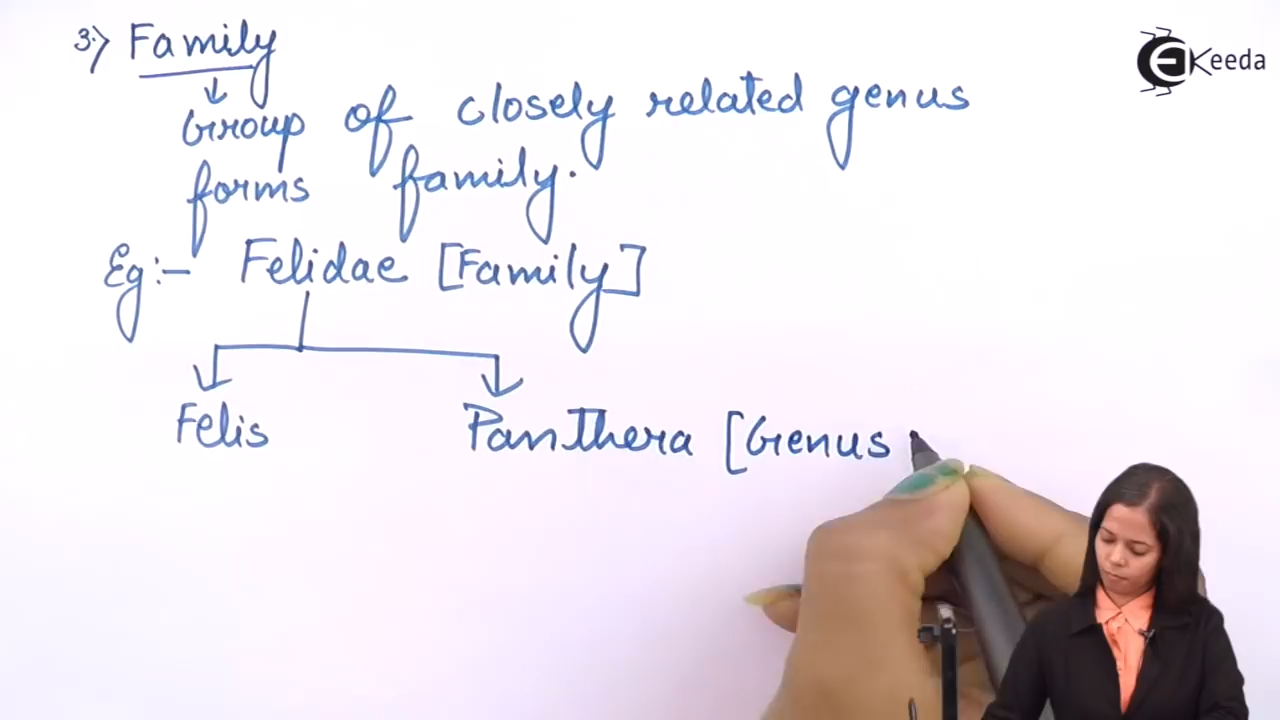 3.) Family
↓
Group of closely related genus
forms family.
Eg:- Felidae [Family]
Felis Panthera [Genus
EKeeda